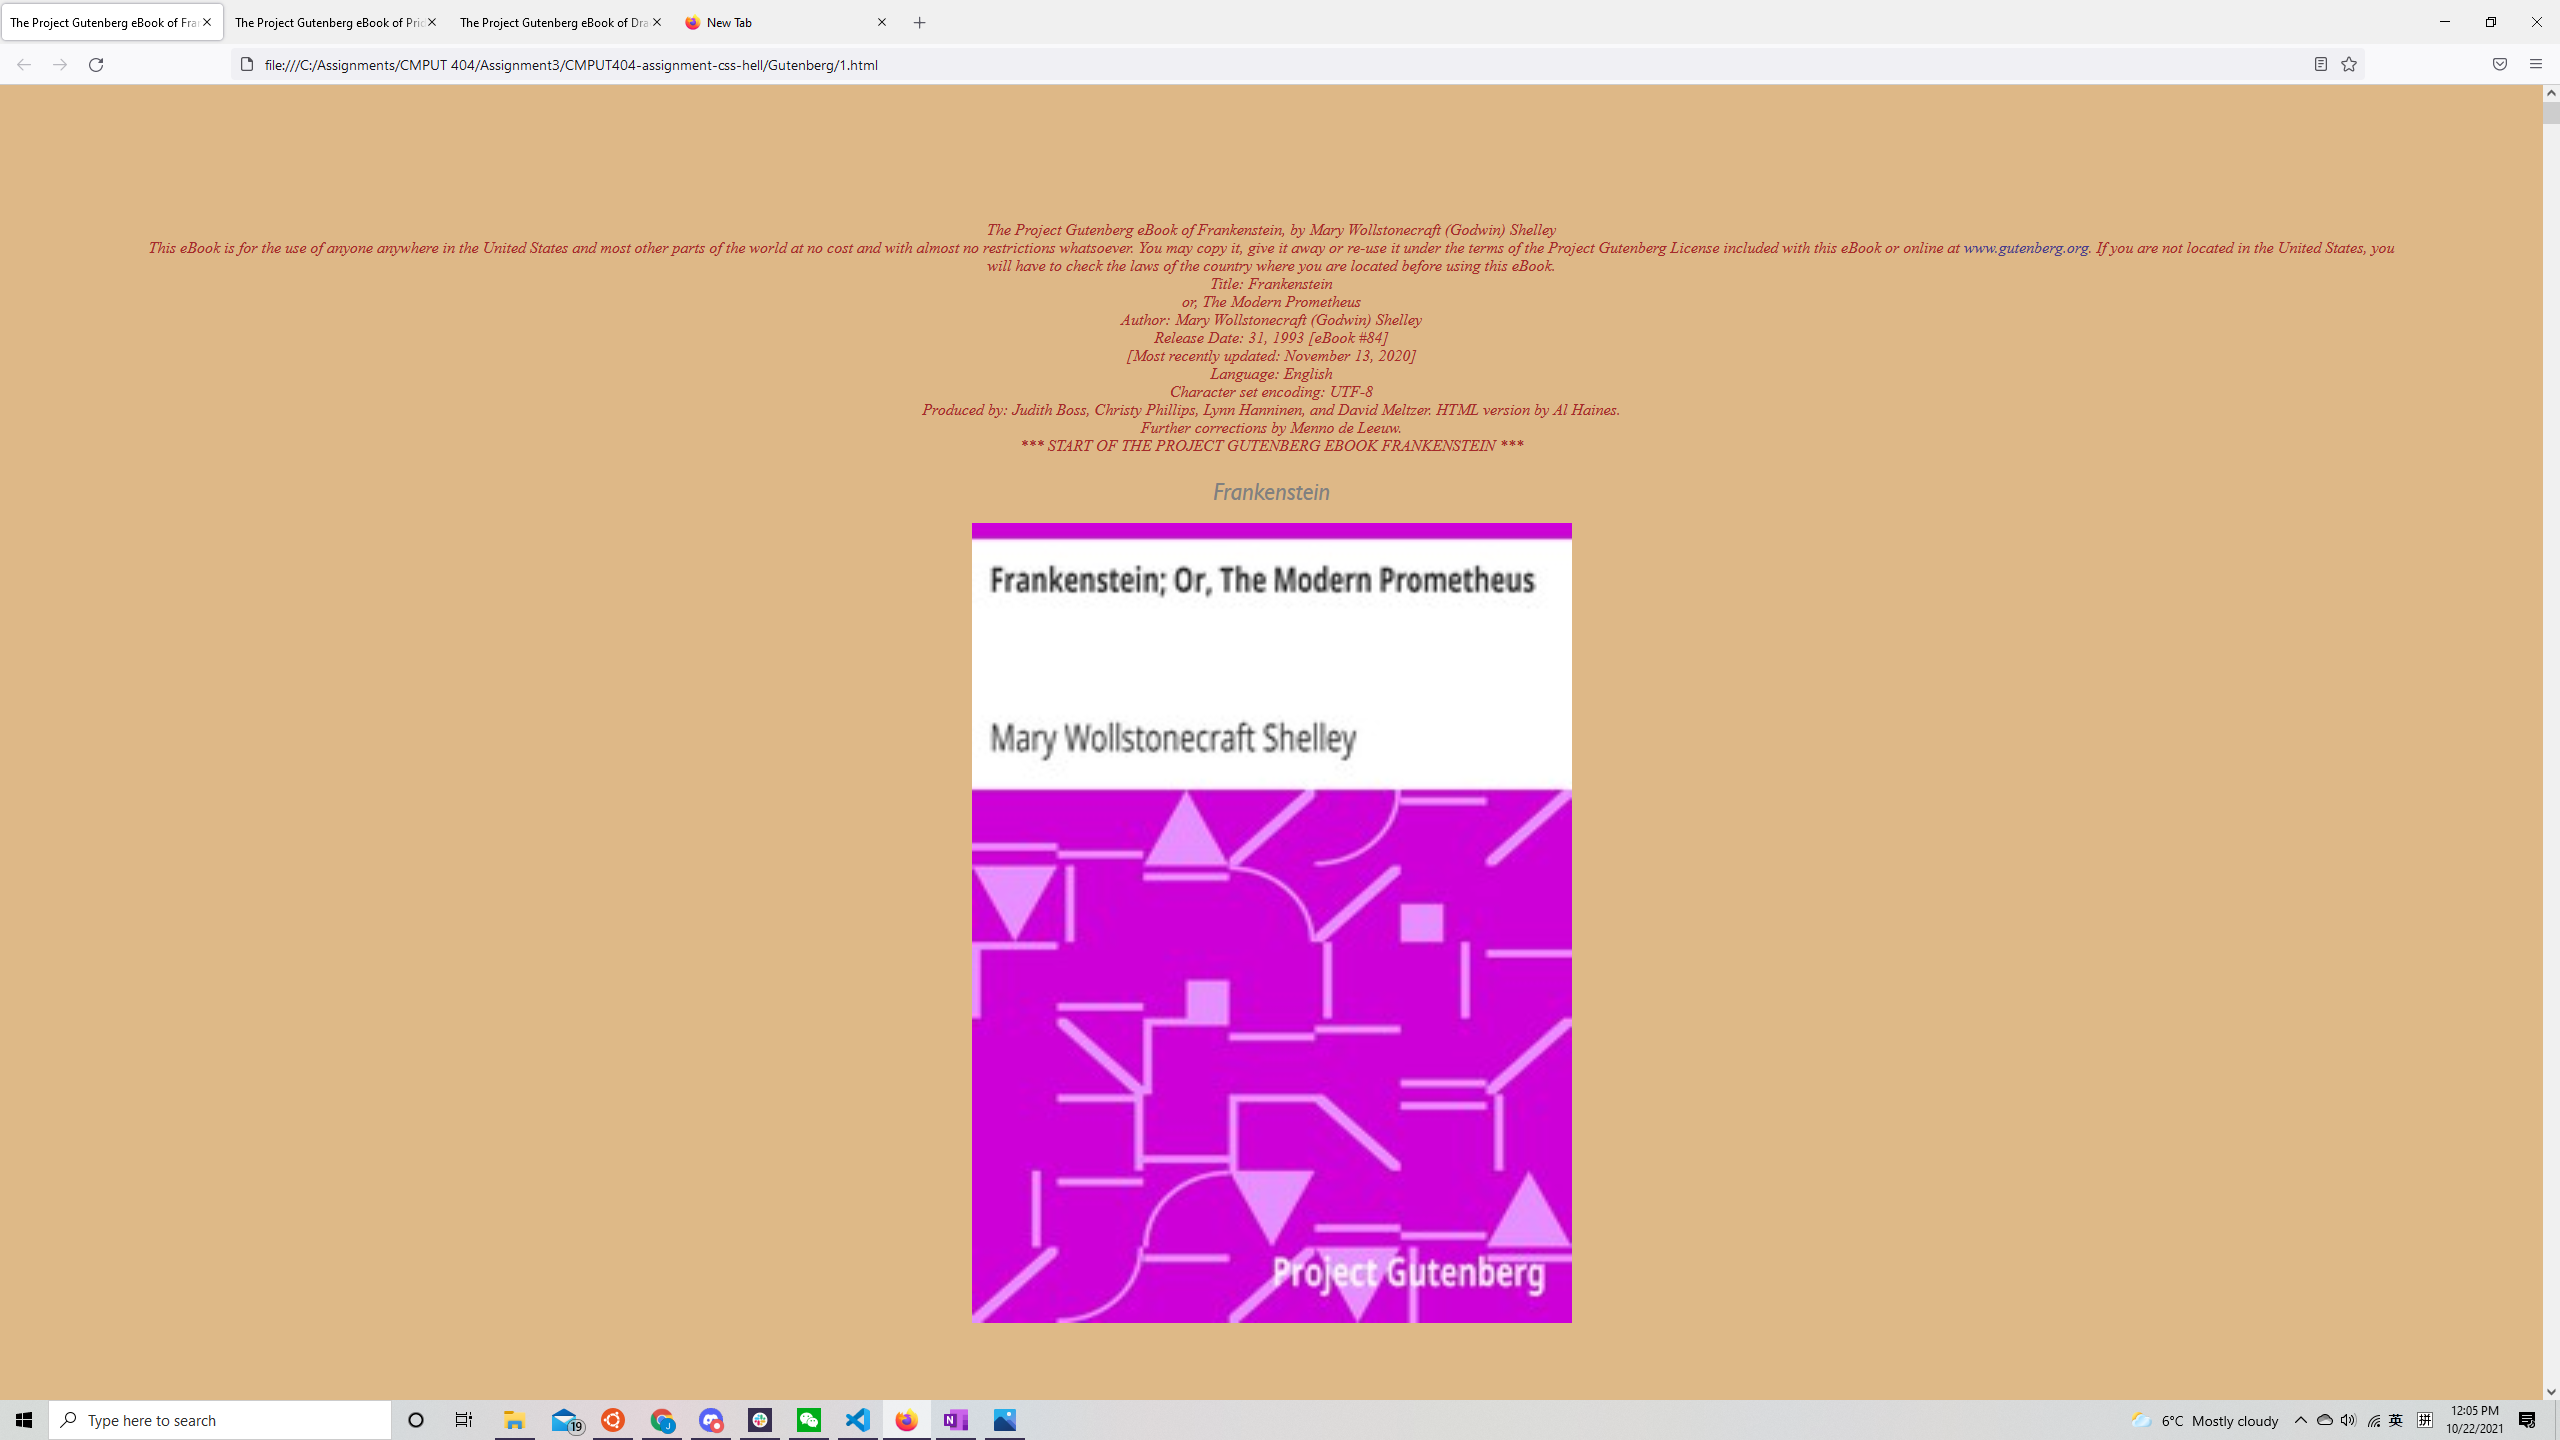 The Project Gutenberg eBook of Fra
The Project Gutenberg eBook of Prid
The Project Gutenberg eBook of Dra
New Tab
file:///C:/Assignments/CMPUT 404/Assignment3/CMPUT404-assignment-css-hell/Gutenberg/1.html
The Project Gutenberg eBook of Frankenstein, by Mary Wollstonecraft (Godwin) Shelley
This eBook is for the use of anyone anywhere in the United States and most other parts of the world at no cost and with almost no restrictions whatsoever. You may copy it, give it away or re-use it under the terms of the Project Gutenberg License included with this eBook or online at www.gutenberg.org. If you are not located in the United States, you
will have to check the laws of the country where you are located before using this eBook.
Title: Frankenstein
or, The Modern Prometheus
Author: Mary Wollstonecraft (Godwin) Shelley
Release Date: 31, 1993 [eBook #84]
[Most recently updated: November 13, 2020]
Language: English
Character set encoding: UTF-8
Produced by: Judith Boss, Christy Phillips, Lynn Hanninen, and David Meltzer. HTML version by Al Haines.
Further corrections by Menno de Leeuw.
*** START OF THE PROJECT GUTENBERG EBOOK FRANKENSTEIN ***
Frankenstein
Frankenstein; Or, The Modern Prometheus
Mary Wollstonecraft Shelley
Project Gutenberg
Type here to search
19
J
N
6°C Mostly cloudy
英
拼
12:05 PM
10/22/2021